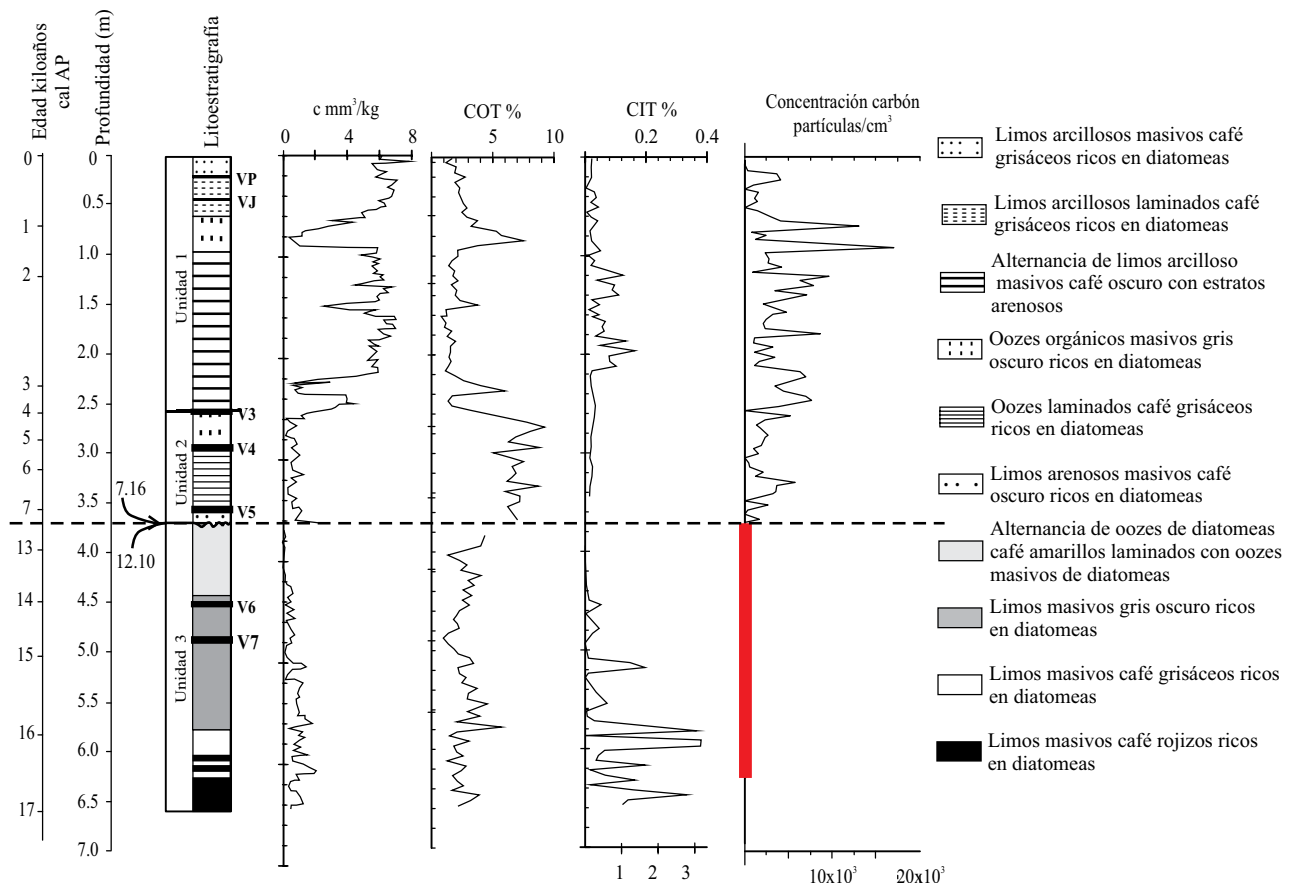 Edad kiloaños
cal AP
Profundidad (m)
Litoestratigrafía
c mm³/kg
0 4 8
COT %
0 5 10
CIT %
0 0.2 0.4
Concentración carbón
partículas/cm³
0
1
2
3
4
5
6
7
13
14
15
16
17
0
0.5
1.0
1.5
2.0
2.5
3.0
3.5
4.0
4.5
5.0
5.5
6.0
6.5
7.0
7.16
12.10
Unidad 1
Unidad 2
Unidad 3
VP
VJ
V3
V4
V5
V6
V7
1 2 3
10x10³ 20x10³
Limos arcillosos masivos café
grisáceos ricos en diatomeas
Limos arcillosos laminados café
grisáceos ricos en diatomeas
Alternancia de limos arcilloso
masivos café oscuro con estratos
arenosos
Oozes orgánicos masivos gris
oscuro ricos en diatomeas
Oozes laminados café grisáceos
ricos en diatomeas
Limos arenosos masivos café
oscuro ricos en diatomeas
Alternancia de oozes de diatomeas
café amarillos laminados con oozes
masivos de diatomeas
Limos masivos gris oscuro ricos
en diatomeas
Limos masivos café grisáceos ricos
en diatomeas
Limos masivos café rojizos ricos
en diatomeas